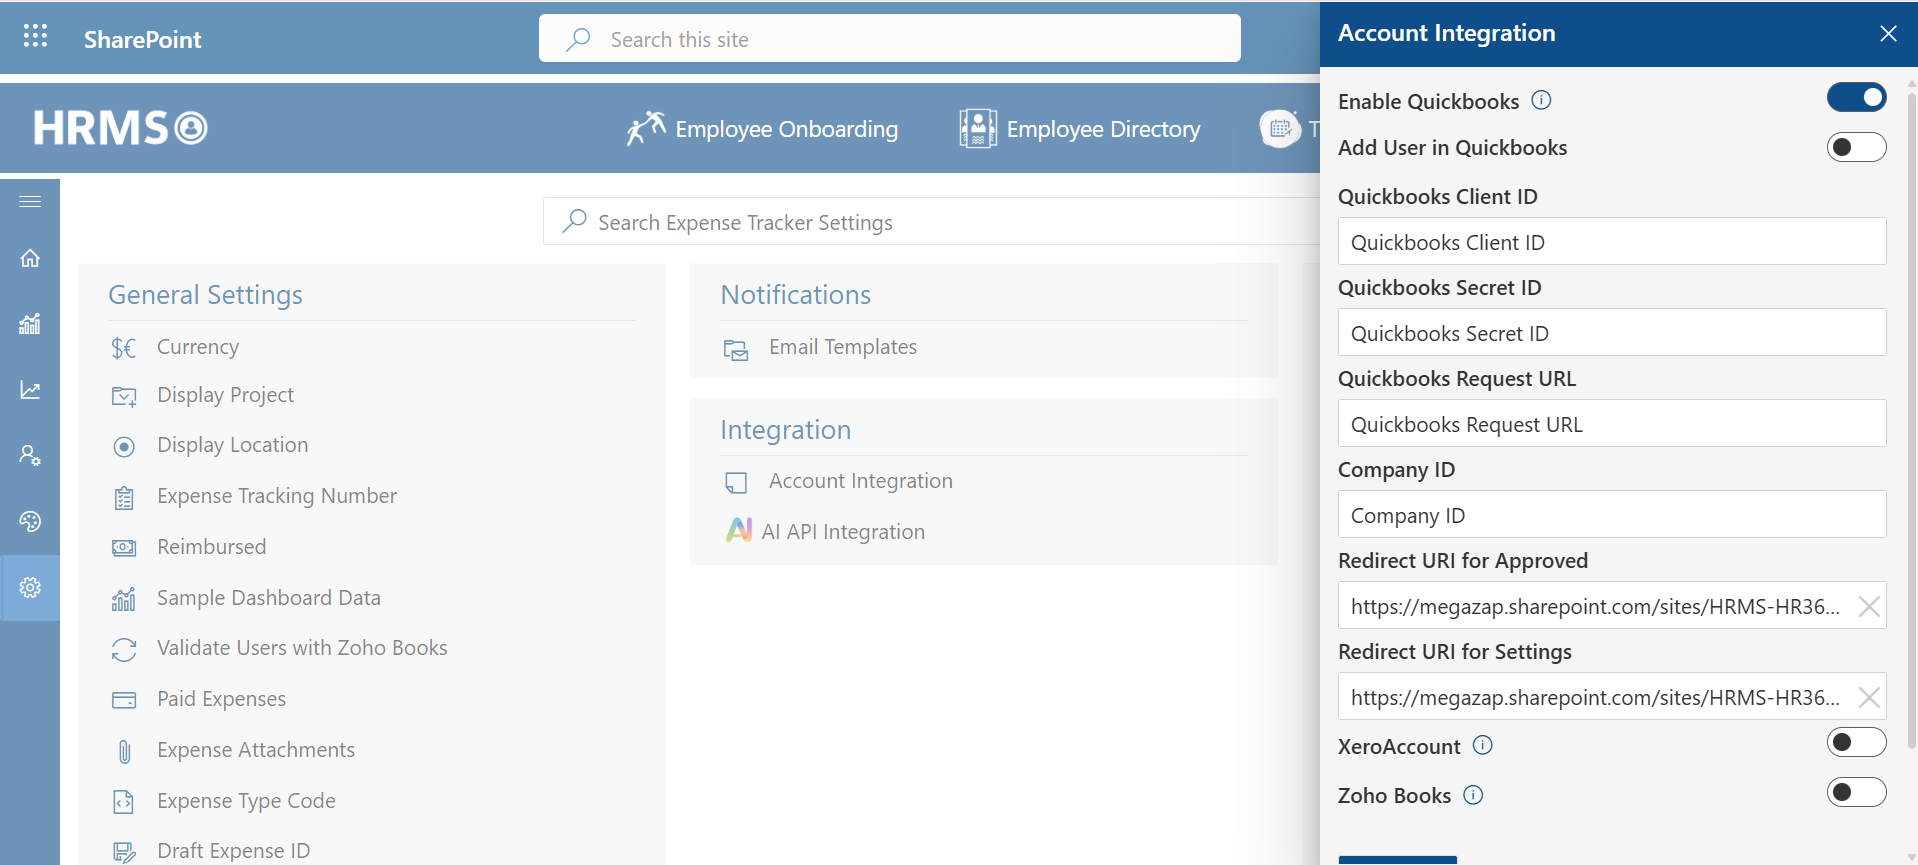 SharePoint
Search this site
HRMS
Employee Onboarding
Employee Directory
T
Search Expense Tracker Settings
General Settings
Currency
Display Project
Display Location
Expense Tracking Number
Reimbursed
Sample Dashboard Data
Validate Users with Zoho Books
Paid Expenses
Expense Attachments
Expense Type Code
Draft Expense ID
Notifications
Email Templates
Integration
Account Integration
AI API Integration
Account Integration
Enable Quickbooks
Add User in Quickbooks
Quickbooks Client ID
Quickbooks Client ID
Quickbooks Secret ID
Quickbooks Secret ID
Quickbooks Request URL
Quickbooks Request URL
Company ID
Company ID
Redirect URI for Approved
https://megazap.sharepoint.com/sites/HRMS-HR36...
Redirect URI for Settings
https://megazap.sharepoint.com/sites/HRMS-HR36...
XeroAccount
Zoho Books